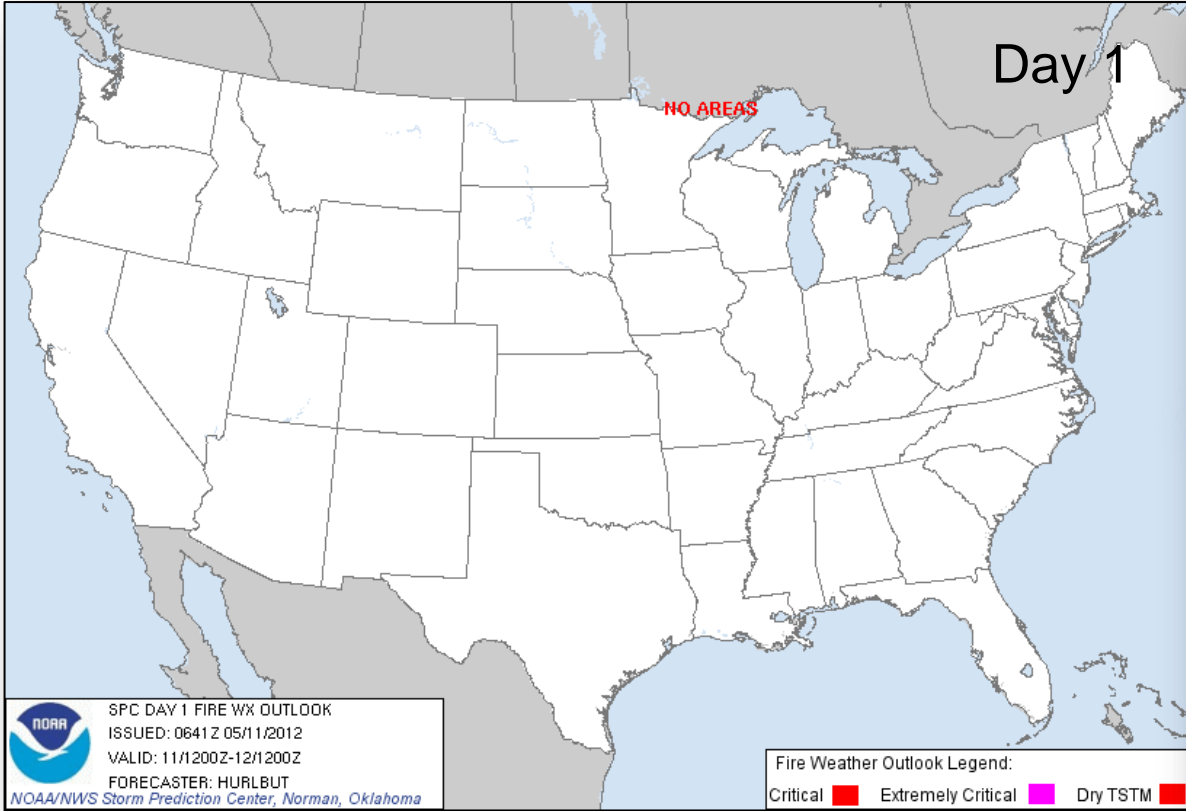 Day 1
NO AREAS
NOAA
SPC DAY 1 FIRE WX OUTLOOK
ISSUED: 0641Z 05/11/2012
VALID: 11/1200Z-12/1200Z
FORECASTER: HURLBUT
NOAA/NWS Storm Prediction Center, Norman, Oklahoma
Fire Weather Outlook Legend:
Critical Extremely Critical Dry TSTM